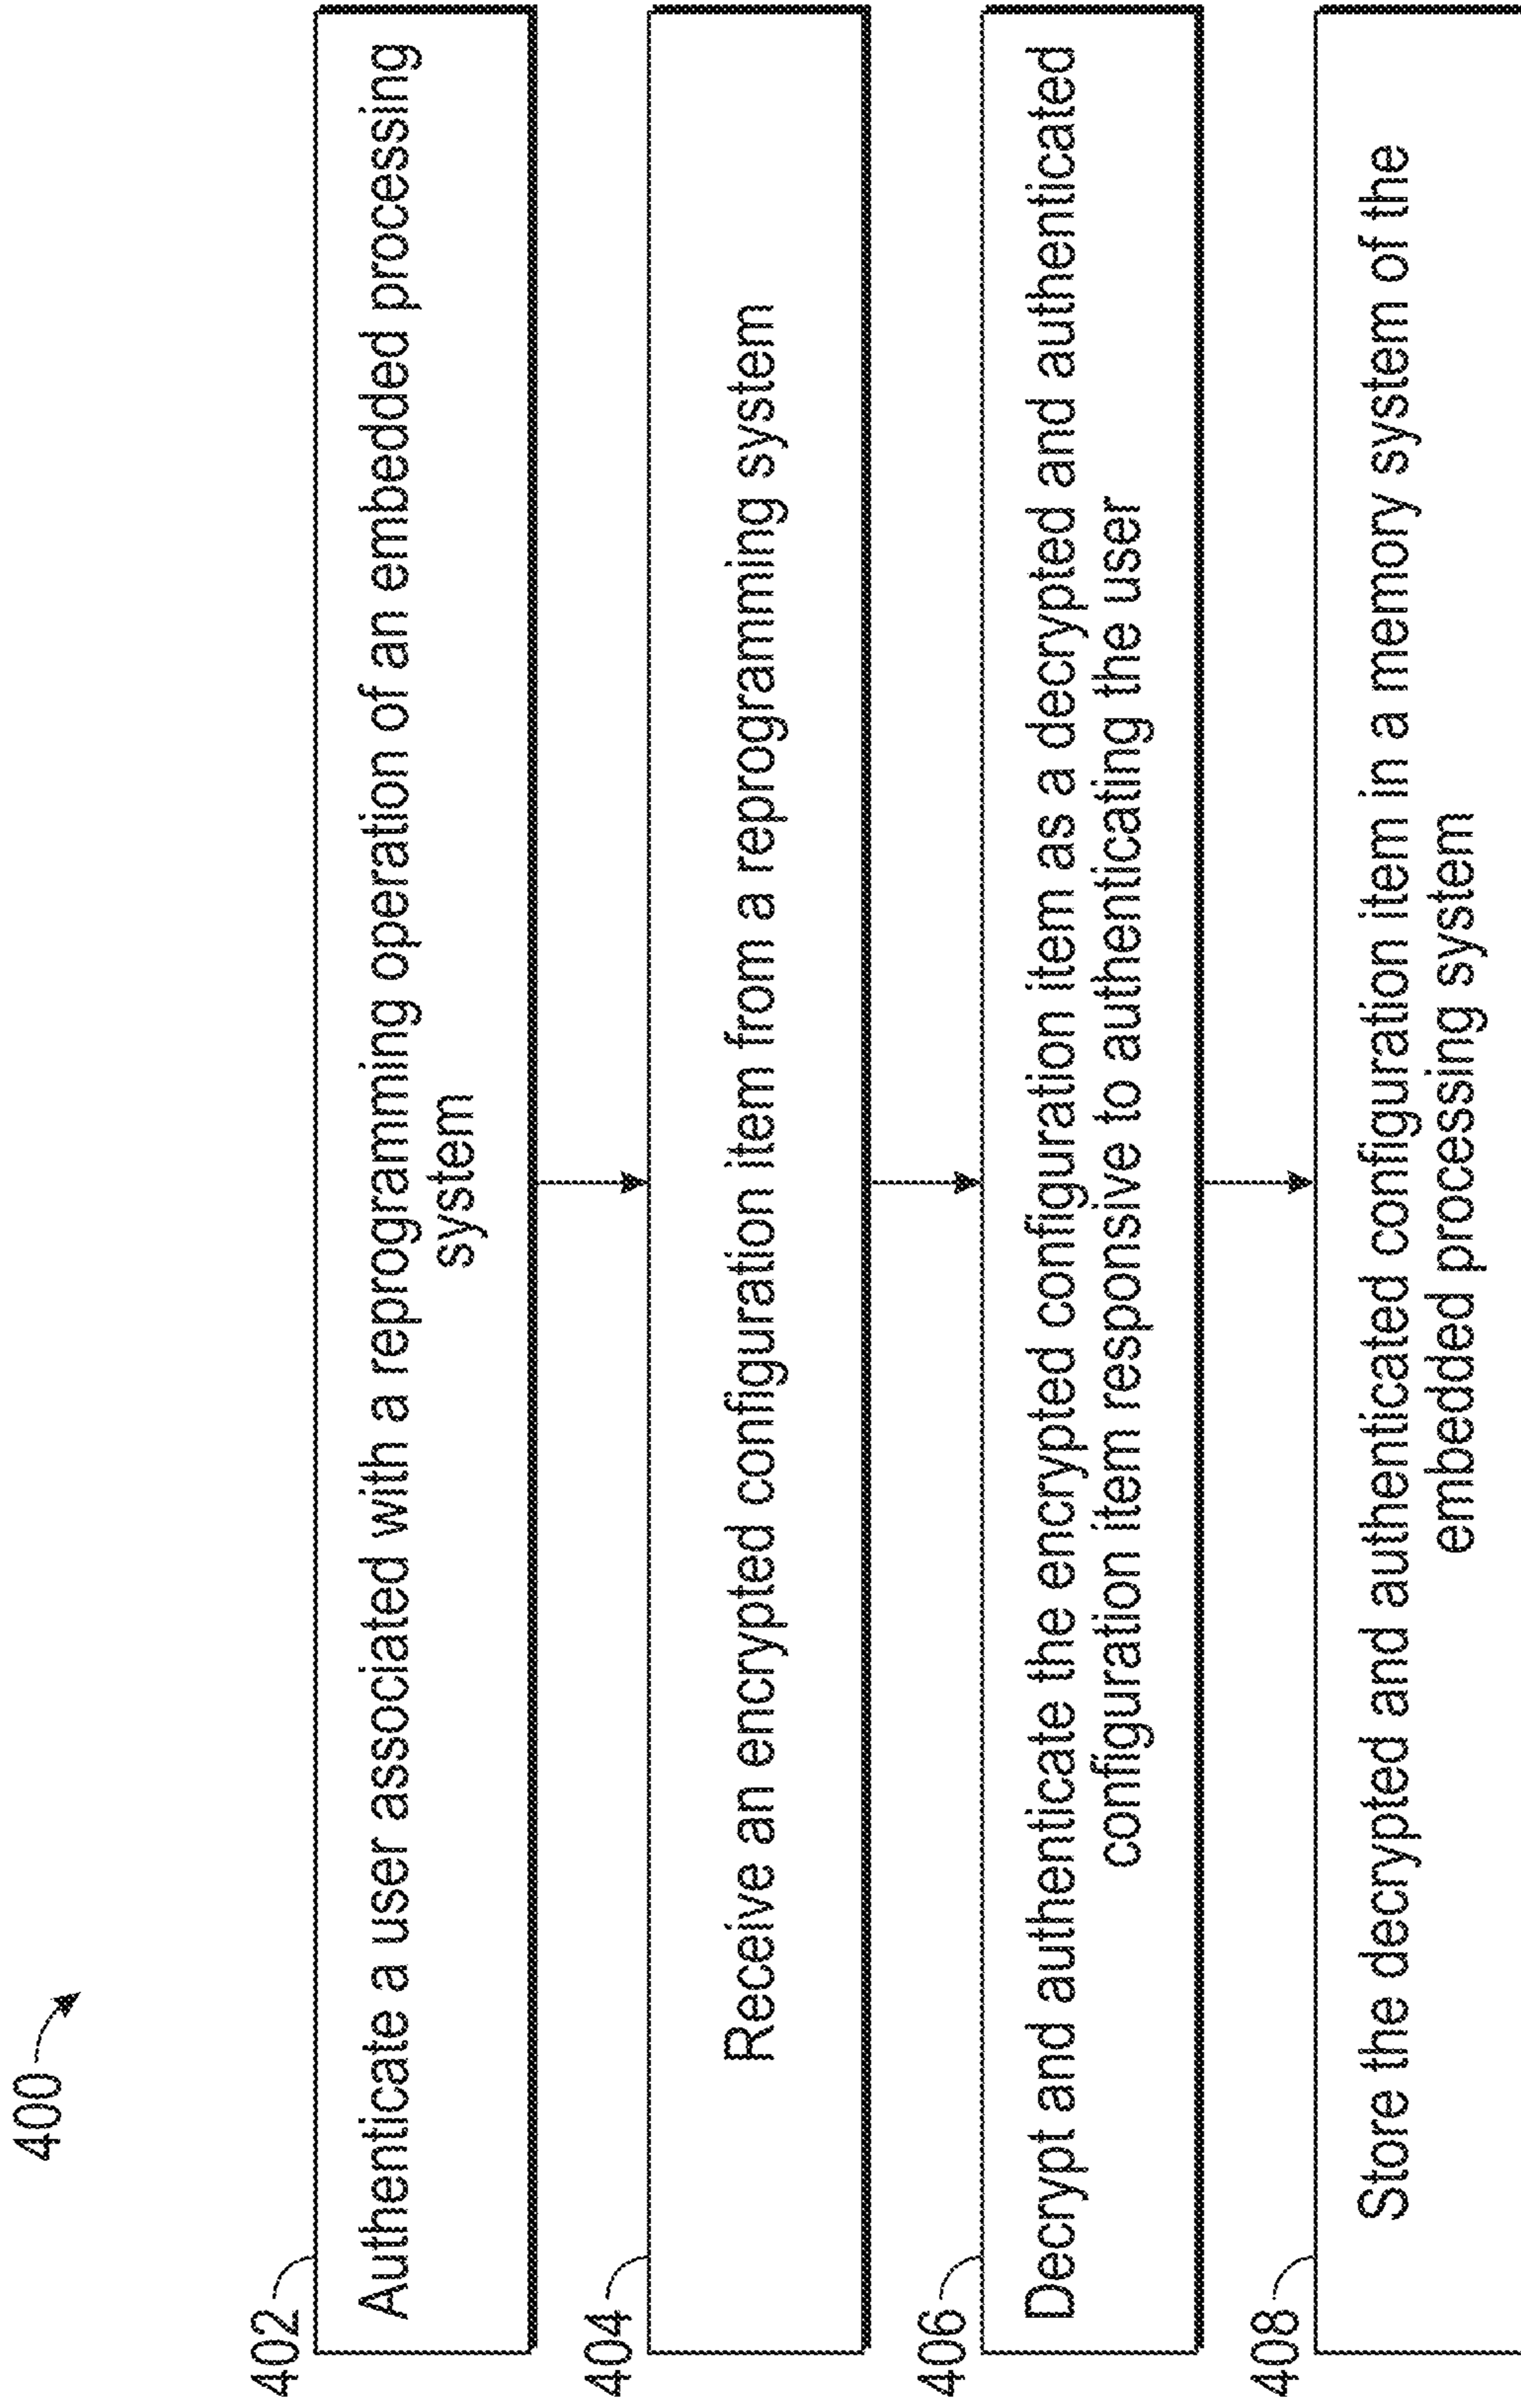 400
402
Authenticate a user associated with a reprogramming operation of an embedded processing
system
404
Receive an encrypted configuration item from a reprogramming system
406
Decrypt and authenticate the encrypted configuration item as a decrypted and authenticated
configuration item responsive to authenticating the user
408
Store the decrypted and authenticated configuration item in a memory system of the
embedded processing system